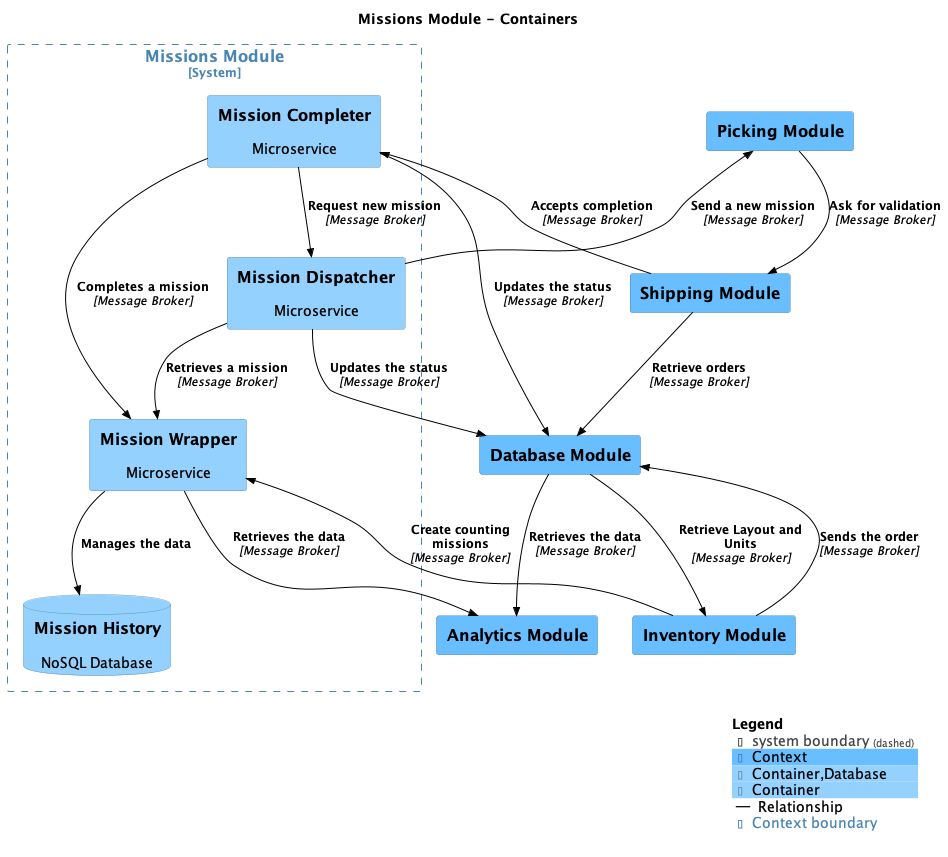 Missions Module – Containers
Missions Module
[System]
Mission Completer
Microservice
Picking Module
Request new mission
[Message Broker]
Accepts completion
[Message Broker]
Send a new mission
[Message Broker]
Ask for validation
[Message Broker]
Mission Dispatcher
Microservice
Completes a mission
[Message Broker]
Updates the status
[Message Broker]
Shipping Module
Retrieves a mission
[Message Broker]
Updates the status
[Message Broker]
Retrieve orders
[Message Broker]
Mission Wrapper
Microservice
Database Module
Manages the data
Retrieves the data
[Message Broker]
Create counting
missions
[Message Broker]
Retrieves the data
[Message Broker]
Retrieve Layout and
Units
[Message Broker]
Sends the order
[Message Broker]
Mission History
NoSQL Database
Analytics Module
Inventory Module
Legend
system boundary (dashed)
Context
Container,Database
Container
Relationship
Context boundary